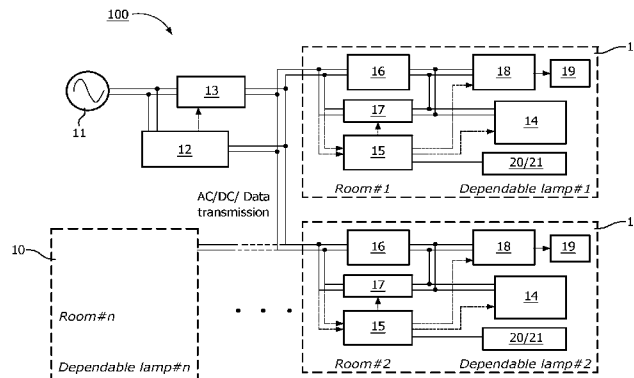 100
1
16
18
19
13
17
14
11
12
15
20/21
Room#1
Dependable lamp#1
AC/DC/ Data
transmission
1
10
16
18
19
17
14
Room#n
15
20/21
Dependable lamp#n
Room#2
Dependable lamp#2